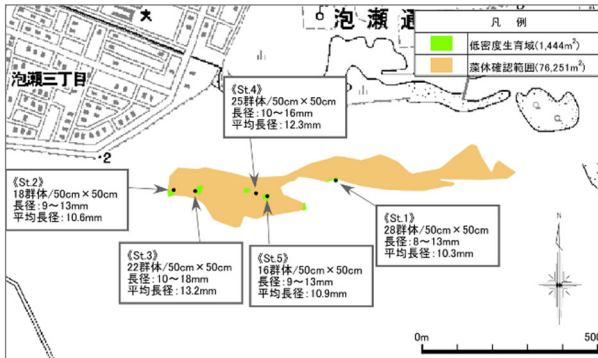 泡瀬通
凡 例
低密度生育域(1,444m²)
藻体確認範囲(76,251m²)
泡瀬三丁目
2
《St.4》
25群体/50cm×50cm
長径:10~16mm
平均長径:12.3mm
《St.2》
18群体/50cm×50cm
長径:9~13mm
平均長径:10.6mm
《St.3》
22群体/50cm×50cm
長径:10~18mm
平均長径:13.2mm
《St.5》
16群体/50cm×50cm
長径:9~13mm
平均長径:10.9mm
《St.1》
28群体/50cm×50cm
長径:8~13mm
平均長径:10.3mm
N
0m
500